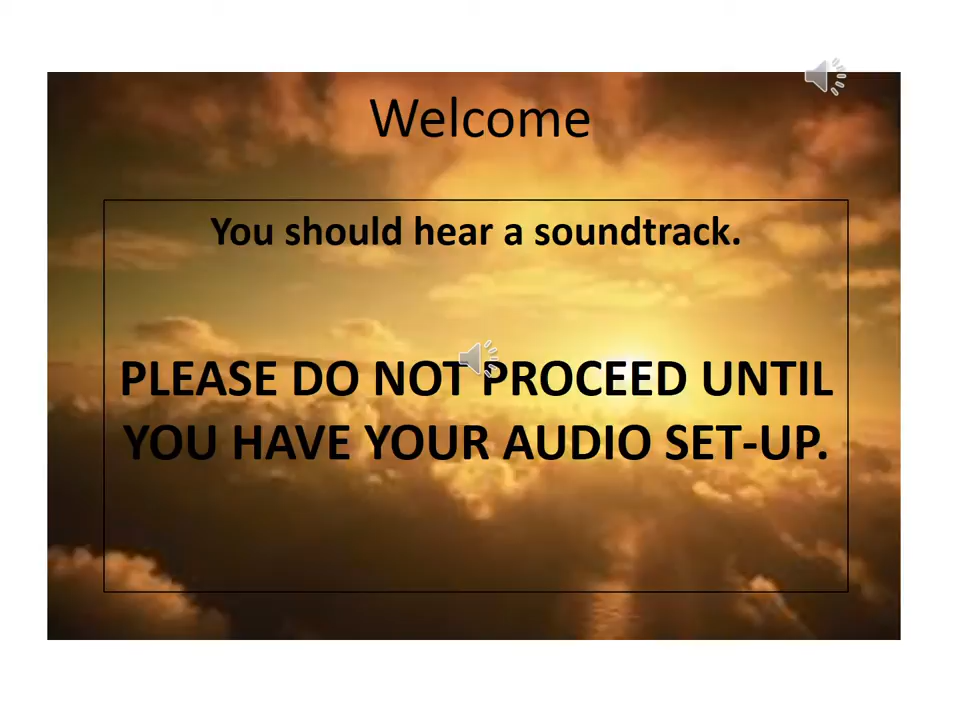 Welcome
You should hear a soundtrack.
PLEASE DO NOT PROCEED UNTIL
YOU HAVE YOUR AUDIO SET-UP.